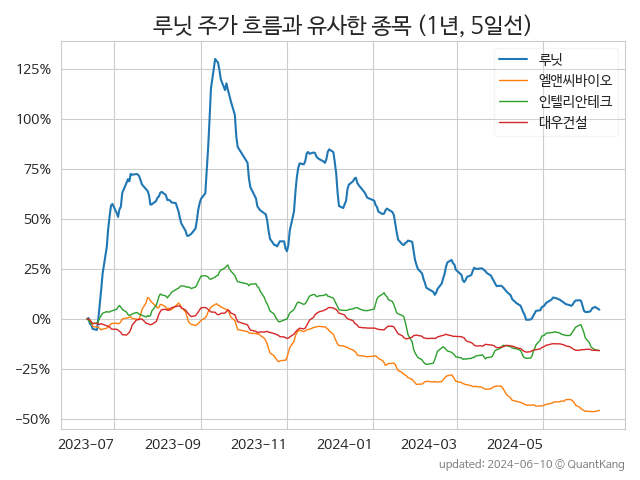 루닛 주가 흐름과 유사한 종목 (1년, 5일선)
루닛
엘앤씨바이오
인텔리안테크
대우건설
125%
100%
75%
50%
25%
0%
−25%
−50%
2023-07 2023-09 2023-11 2024-01 2024-03 2024-05
updated: 2024-06-10 © QuantKang